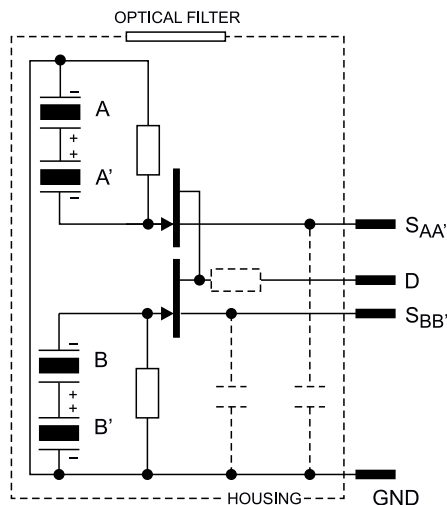 OPTICAL FILTER
−
A
+
+
A'
−
S_AA'
D
S_BB'
−
B
+
+
B'
−
HOUSING
GND